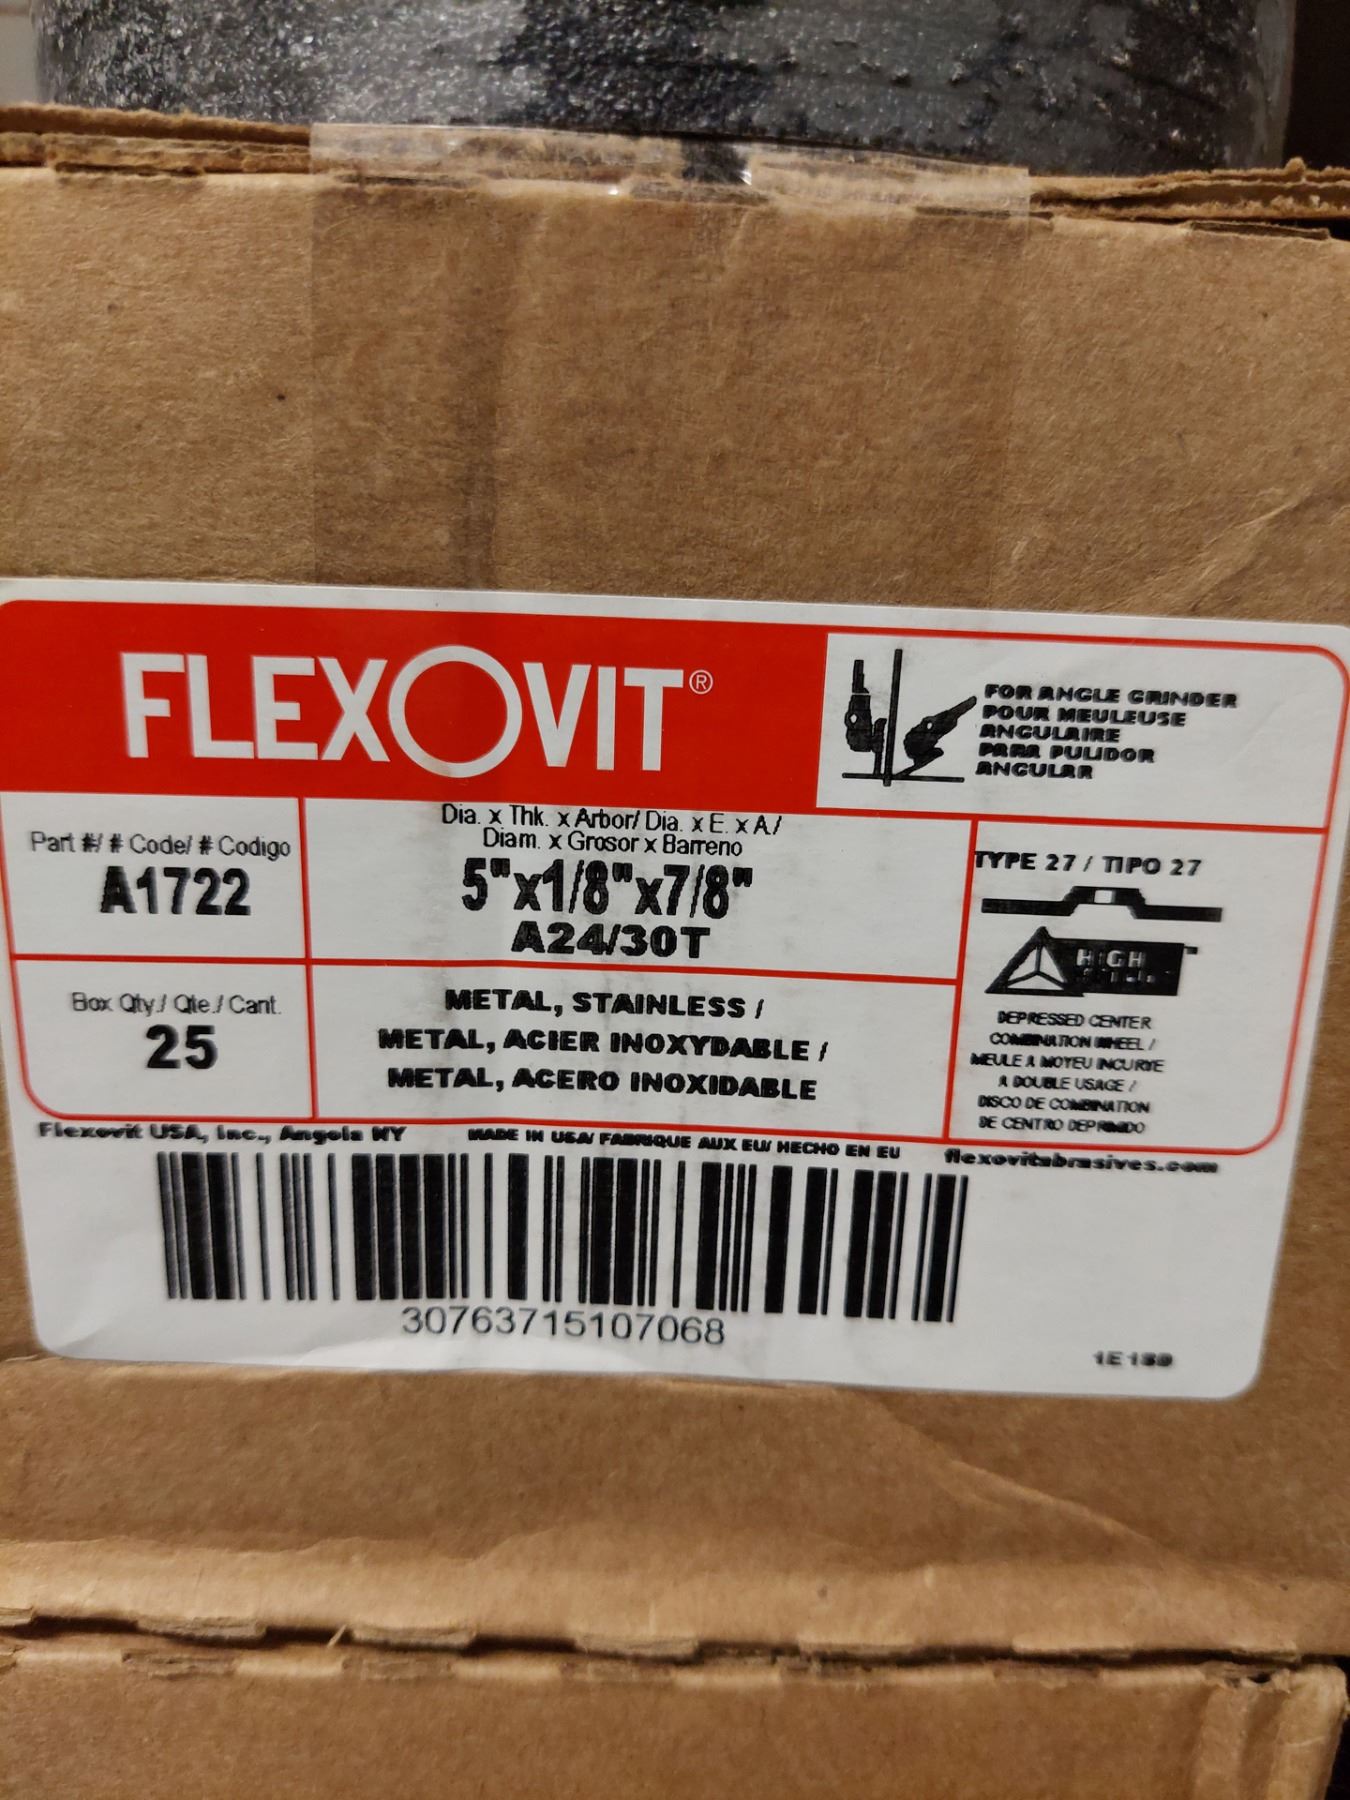 FLEXOVIT®
FOR ANGLE GRINDER
POUR MEULEUSE
ANGULAIRE
PARA PULIDOR
ANGULAR
Part #/ # Code/ # Codigo
A1722
Dia. x Thk. x Arbor/ Dia. x E. x A/
Diam. x Grosor x Barreno
5"x1/8"x7/8"
A24/30T
TYPE 27 / TIPO 27
HIGH
DEPRESSED CENTER
COMBINATION WHEEL /
MEULE A MOYEU INCURVE
A DOUBLE USAGE /
DISCO DE COMBINATION
DE CENTRO DEPRIMIDO
Box Qty./ Qte./ Cant.
25
METAL, STAINLESS /
METAL, ACIER INOXYDABLE /
METAL, ACERO INOXIDABLE
Flexovit USA, Inc., Angola NY
MADE IN USA/ FABRIQUE AUX EU/ HECHO EN EU
flexovitabrasives.com
30763715107068